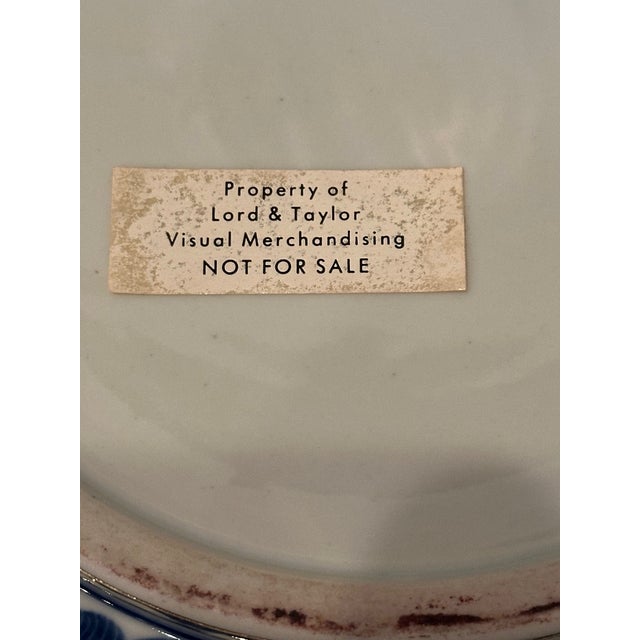 Property of
Lord & Taylor
Visual Merchandising
NOT FOR SALE